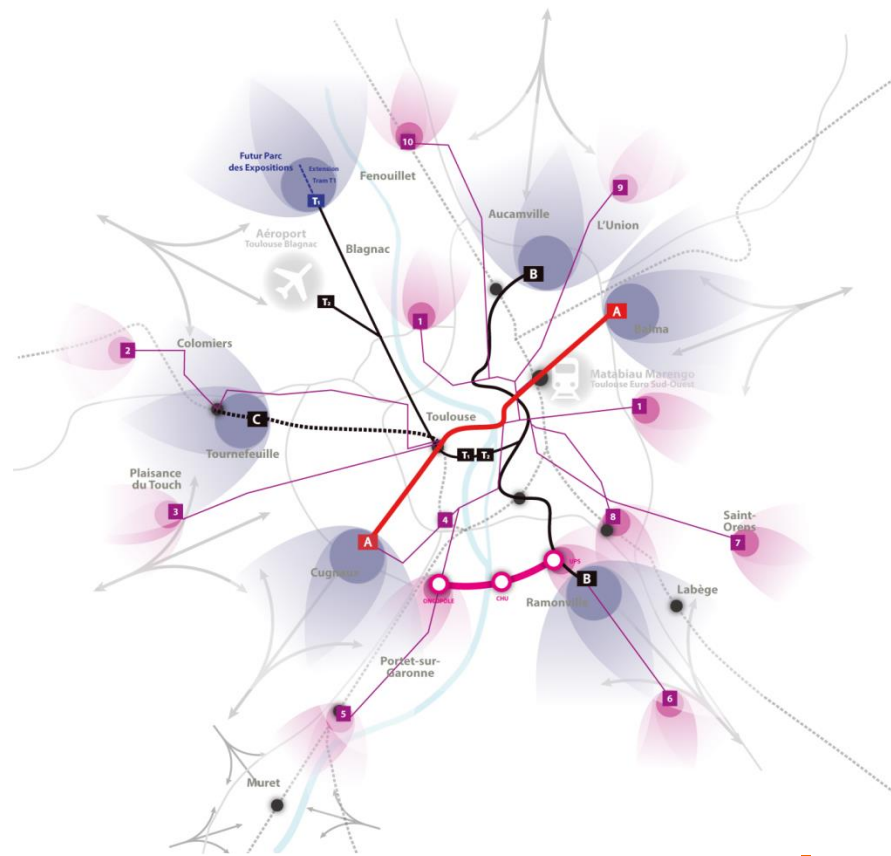 10
Futur Parc
des Expositions
Extension
Tram T1
Fenouillet
9
T1
Aucamville
L'Union
Aéroport
Toulouse Blagnac
Blagnac
B
T2
1
A
Balma
Colomiers
2
Matabiau Marengo
Toulouse Euro Sud-Ouest
1
Toulouse
C
Tournefeuille
T1
T2
Plaisance
du Touch
3
4
8
Saint-
Orens
7
A
Cugnaux
UPS
B
ONCOPÔLE
CHU
Ramonville
Labège
Portet-sur-
Garonne
5
6
Muret